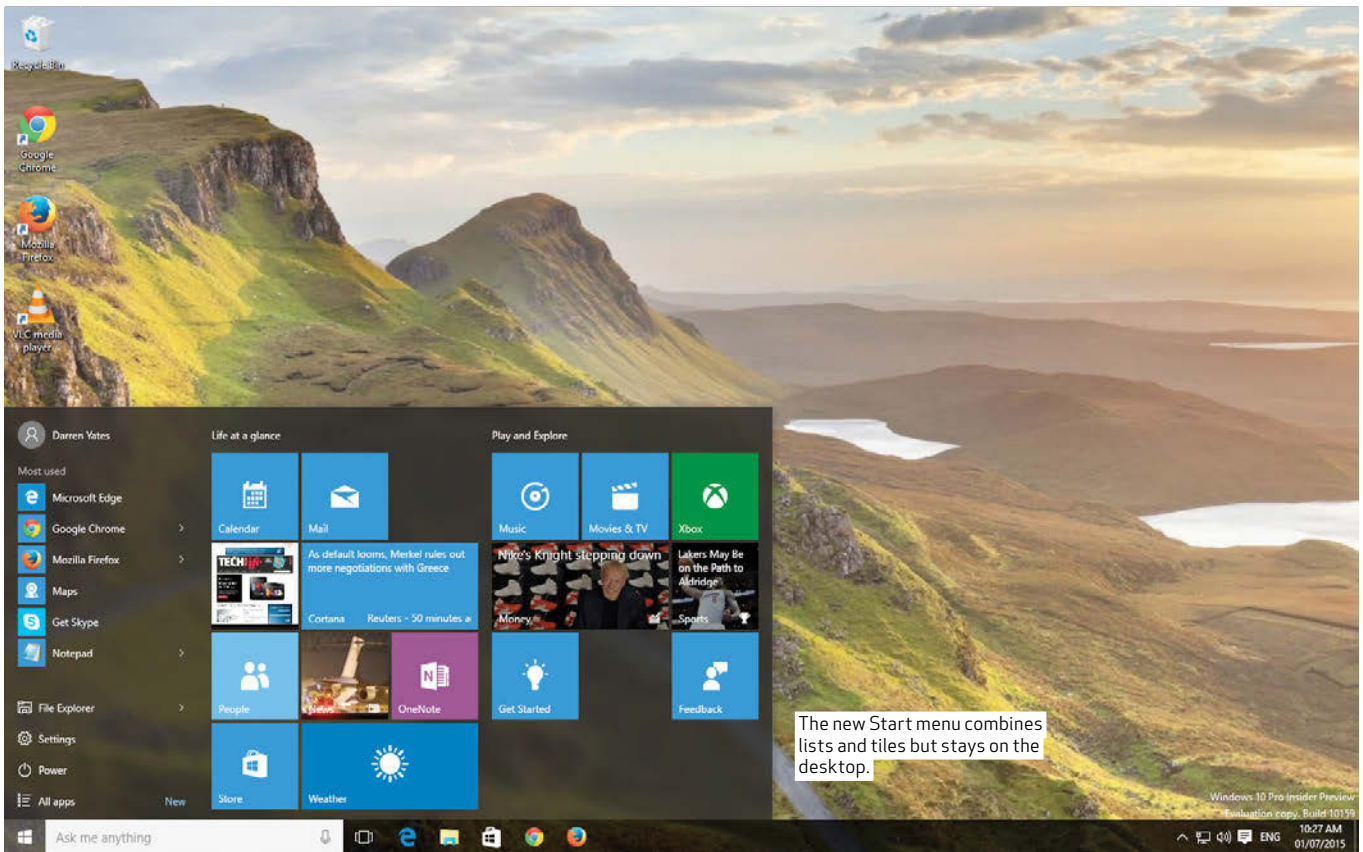 Recycle Bin
Google
Chrome
Mozilla
Firefox
VLC media
player
Darren Yates
Most used
Microsoft Edge
Google Chrome
Mozilla Firefox
Maps
Get Skype
Notepad
File Explorer
Settings
Power
All apps New
Life at a glance
Calendar
Mail
TECHlife
As default looms, Merkel rules out
more negotiations with Greece
Cortana Reuters - 50 minutes a
People
News
OneNote
Store
Weather
Play and Explore
Music
Movies & TV
Xbox
Nike's Knight stepping down
Money
Lakers May Be
on the Path to
Aldridge
Sports
Get Started
Feedback
The new Start menu combines
lists and tiles but stays on the
desktop.
Windows 10 Pro Insider Preview
Evaluation copy. Build 10159
Ask me anything
ENG
10:27 AM
01/07/2015